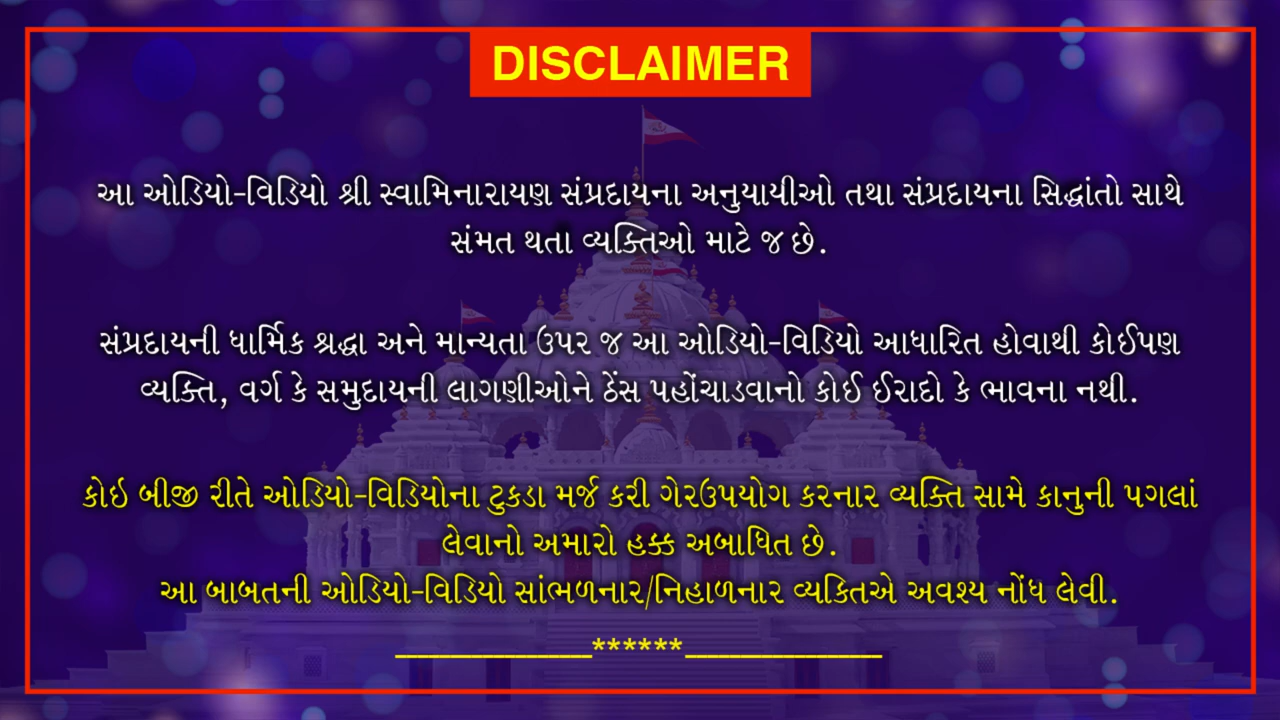 DISCLAIMER
આ ઓડિયો-વિડિયો શ્રી સ્વામિનારાયણ સંપ્રદાયના અનુયાયીઓ તથા સંપ્રદાયના સિદ્ધાંતો સાથે
સંમત થતા વ્યક્તિઓ માટે જ છે.
સંપ્રદાયની ધાર્મિક શ્રદ્ધા અને માન્યતા ઉપર જ આ ઓડિયો-વિડિયો આધારિત હોવાથી કોઈપણ
વ્યક્તિ, વર્ગ કે સમુદાયની લાગણીઓને ઠેંસ પહોંચાડવાનો કોઈ ઈરાદો કે ભાવના નથી.
કોઇ બીજી રીતે ઓડિયો-વિડિયોના ટુકડા મર્જ કરી ગેરઉપયોગ કરનાર વ્યક્તિ સામે કાનુની પગલાં
લેવાનો અમારો હક્ક અબાધિત છે.
આ બાબતની ઓડિયો-વિડિયો સાંભળનાર/નિહાળનાર વ્યકિતએ અવશ્ય નોંધ લેવી.
______________******______________